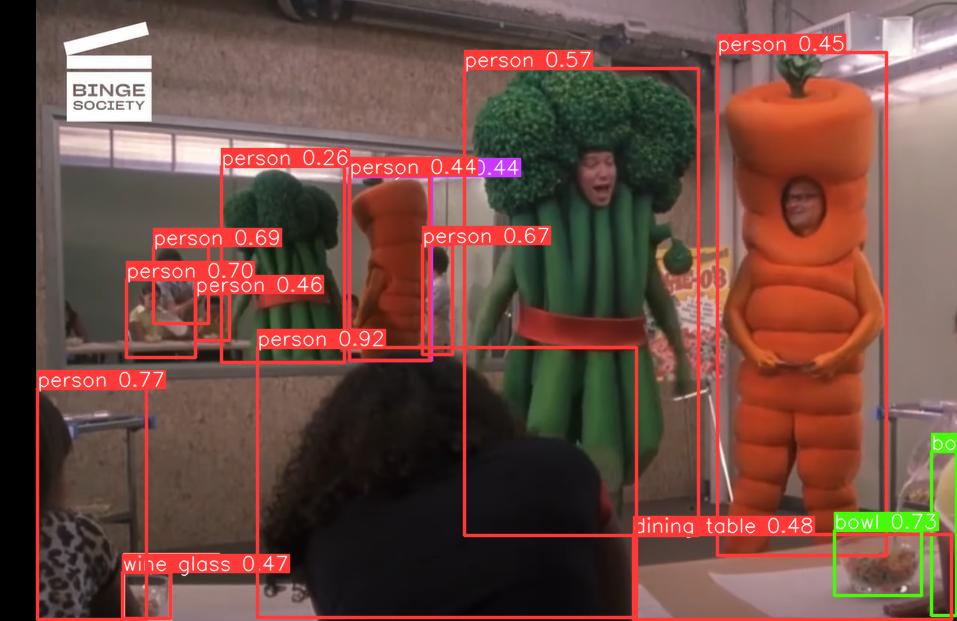 BINGE
SOCIETY
person 0.45
person 0.57
person 0.26
person 0.44
0.44
person 0.67
person 0.69
person 0.70
person 0.46
person 0.92
person 0.77
bo
bowl 0.73
dining table 0.48
wine glass 0.47